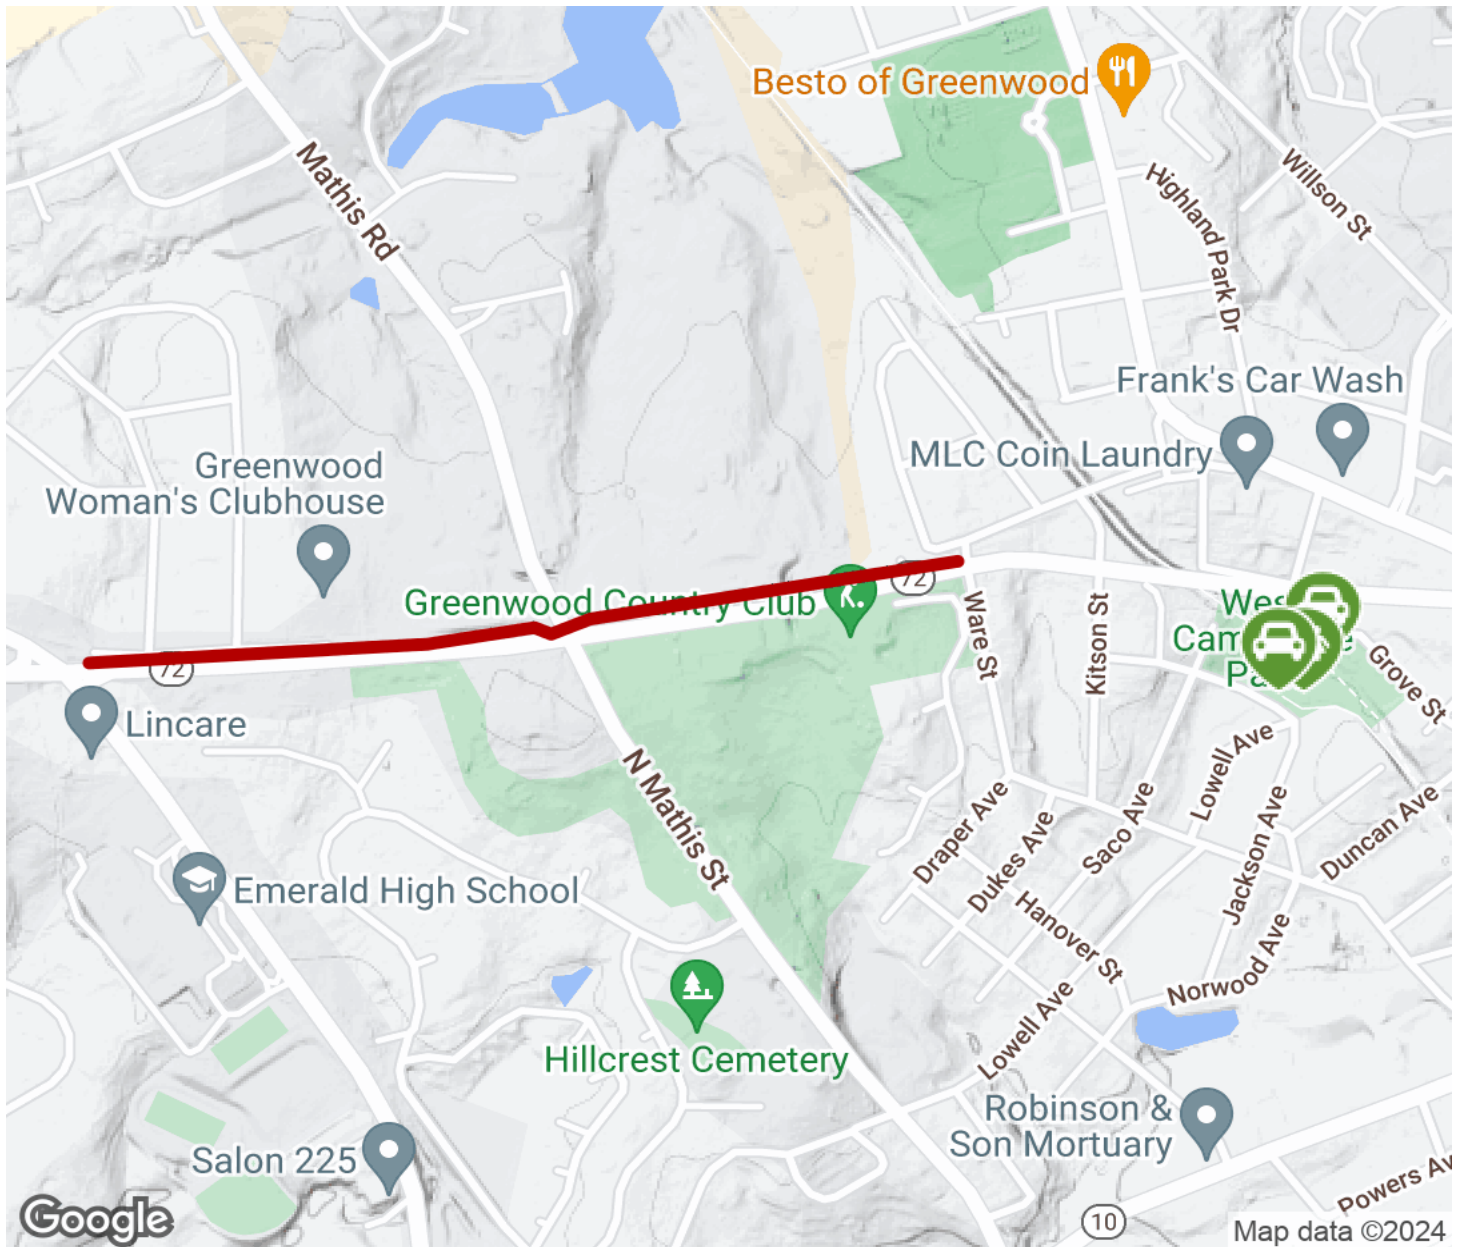 Besto of Greenwood
Mathis Rd
Willson St
Highland Park Dr
Frank's Car Wash
MLC Coin Laundry
Greenwood
Woman's Clubhouse
72
Greenwood Country Club
Ware St
Kitson St
Grove St
72
Lincare
N Mathis St
Lowell Ave
Draper Ave
Dukes Ave
Saco Ave
Jackson Ave
Duncan Ave
Emerald High School
Hanover St
Norwood Ave
Lowell Ave
Hillcrest Cemetery
Robinson &
Son Mortuary
Salon 225
Powers Av
10
Google
Map data ©2024